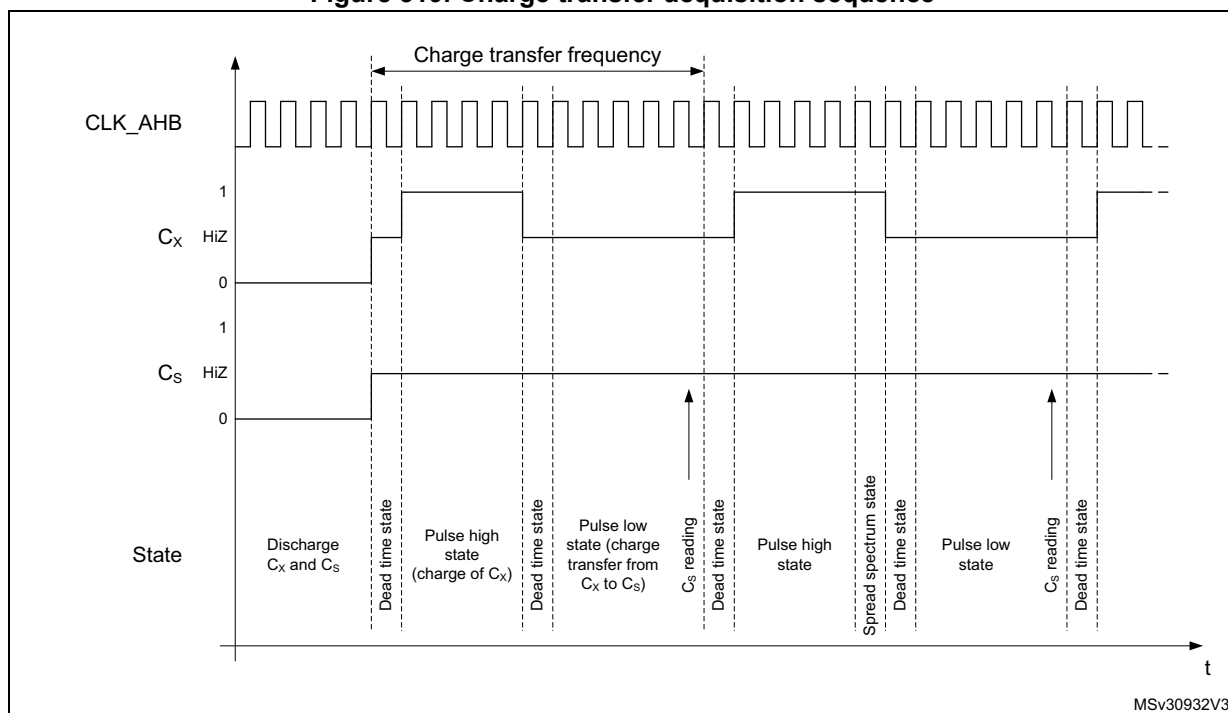 Charge transfer frequency
CLK_AHB
1
Cx HiZ
0
1
Cs HiZ
0
State
Discharge
Cx and Cs
Dead time state
Pulse high
state
(charge of Cx)
Dead time state
Pulse low
state (charge
transfer from
Cx to Cs)
Cs reading
Dead time state
Pulse high
state
Spread spectrum state
Dead time state
Pulse low
state
Cs reading
Dead time state
t
MSv30932V3